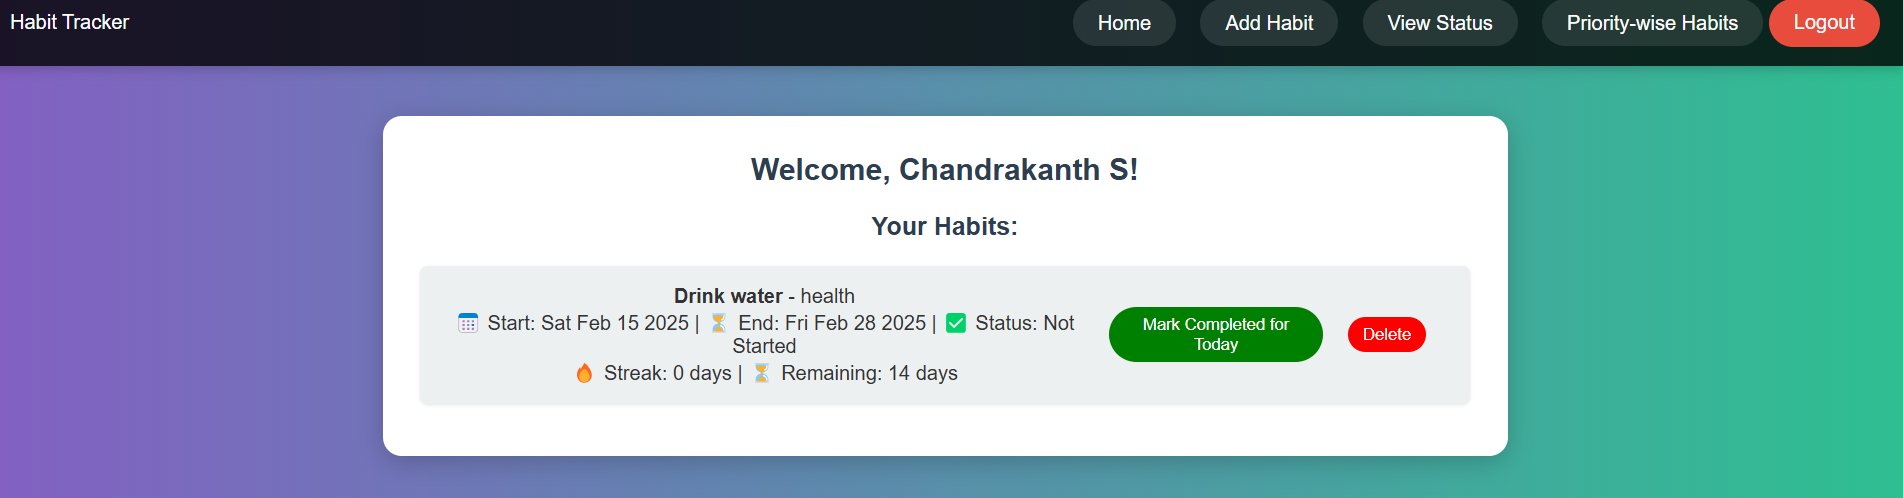 Habit Tracker
Home
Add Habit
View Status
Priority-wise Habits
Logout
Welcome, Chandrakanth S!
Your Habits:
Drink water - health
Start: Sat Feb 15 2025 | ⏳ End: Fri Feb 28 2025 | ✅ Status: Not
Started
🔥 Streak: 0 days | ⏳ Remaining: 14 days
Mark Completed for
Today
Delete